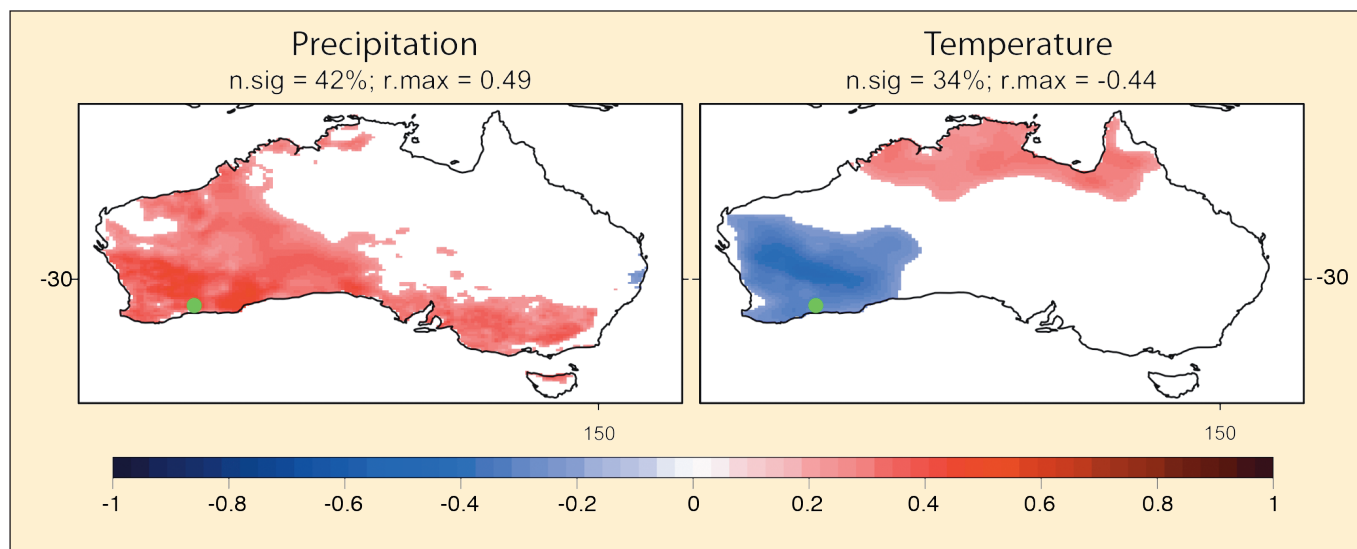 Precipitation
n.sig = 42%; r.max = 0.49
Temperature
n.sig = 34%; r.max = -0.44
-30
-30
150
150
-1 -0.8 -0.6 -0.4 -0.2 0 0.2 0.4 0.6 0.8 1